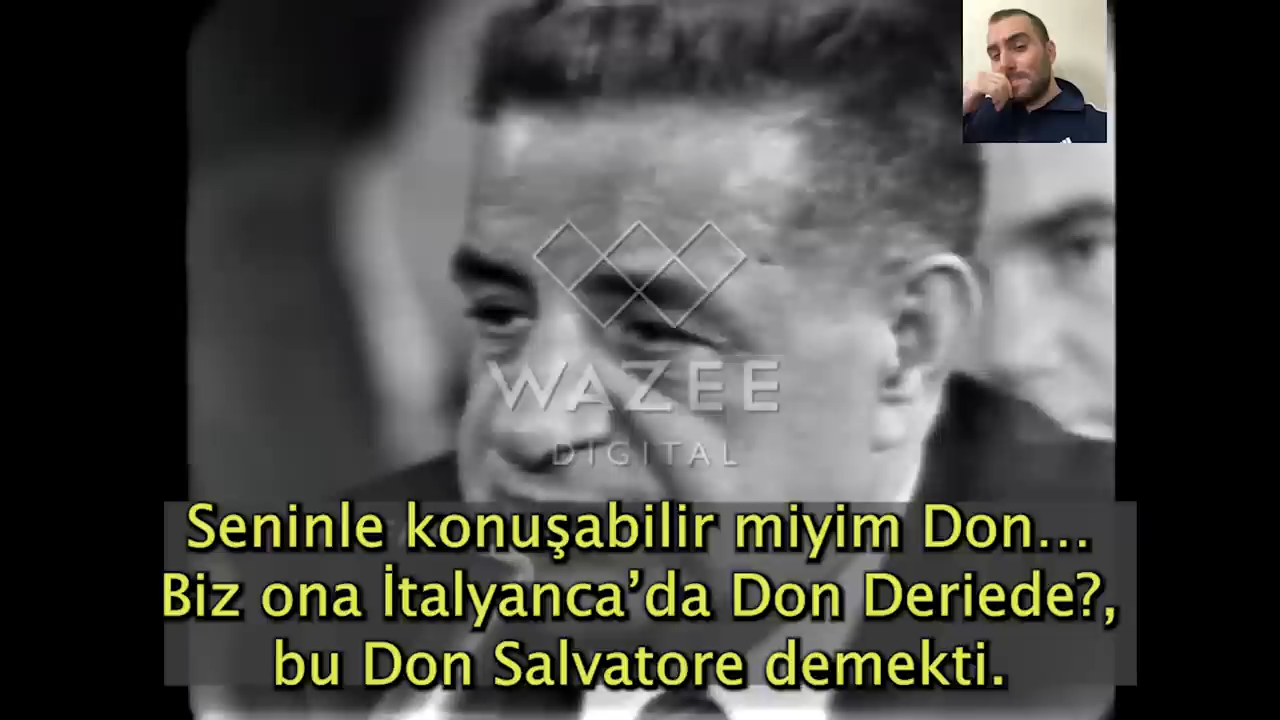 WAZEE
DIGITAL
Seninle konuşabilir miyim Don...
Biz ona İtalyanca’da Don Deriede?,
bu Don Salvatore demekti.